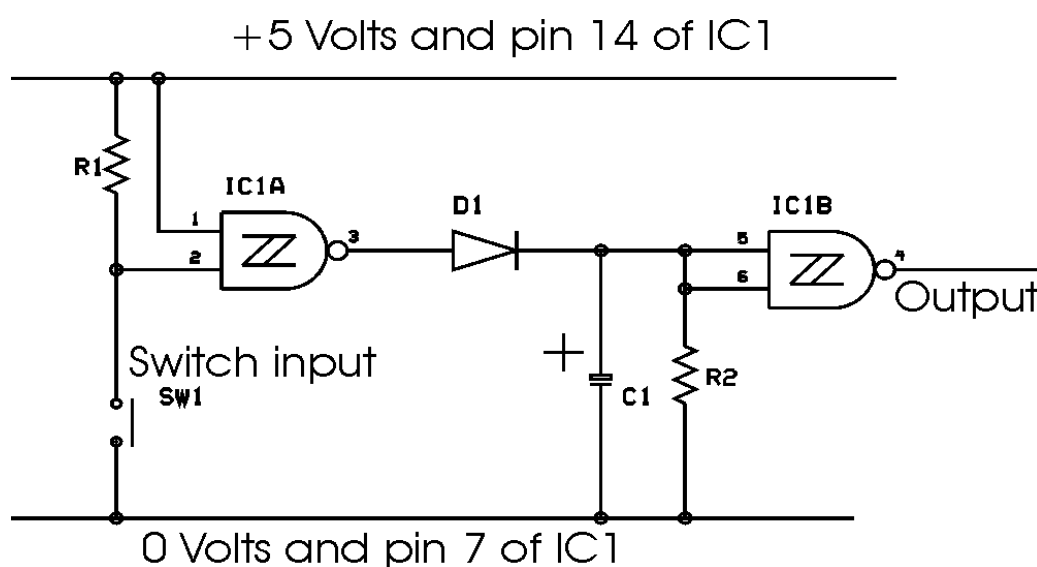 +5 Volts and pin 14 of IC1
R1
IC1A
D1
IC1B
1
3
5
4
2
6
Output
Switch input
SW1
+
C1
R2
0 Volts and pin 7 of IC1